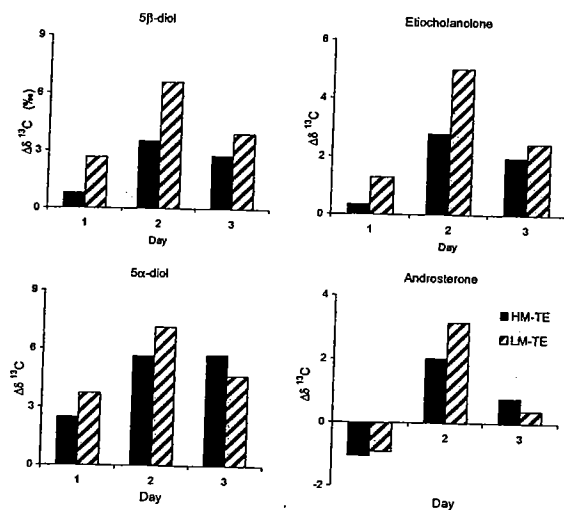 5β-diol
9
6
3
0
Δδ ¹³C (‰)
1 2 3
Day
Etiocholanolone
6
4
2
0
Δδ ¹³C
1 2 3
Day
5α-diol
9
6
3
0
Δδ ¹³C
1 2 3
Day
Androsterone
4
2
0
-2
Δδ ¹³C
HM-TE
LM-TE
2 3
Day